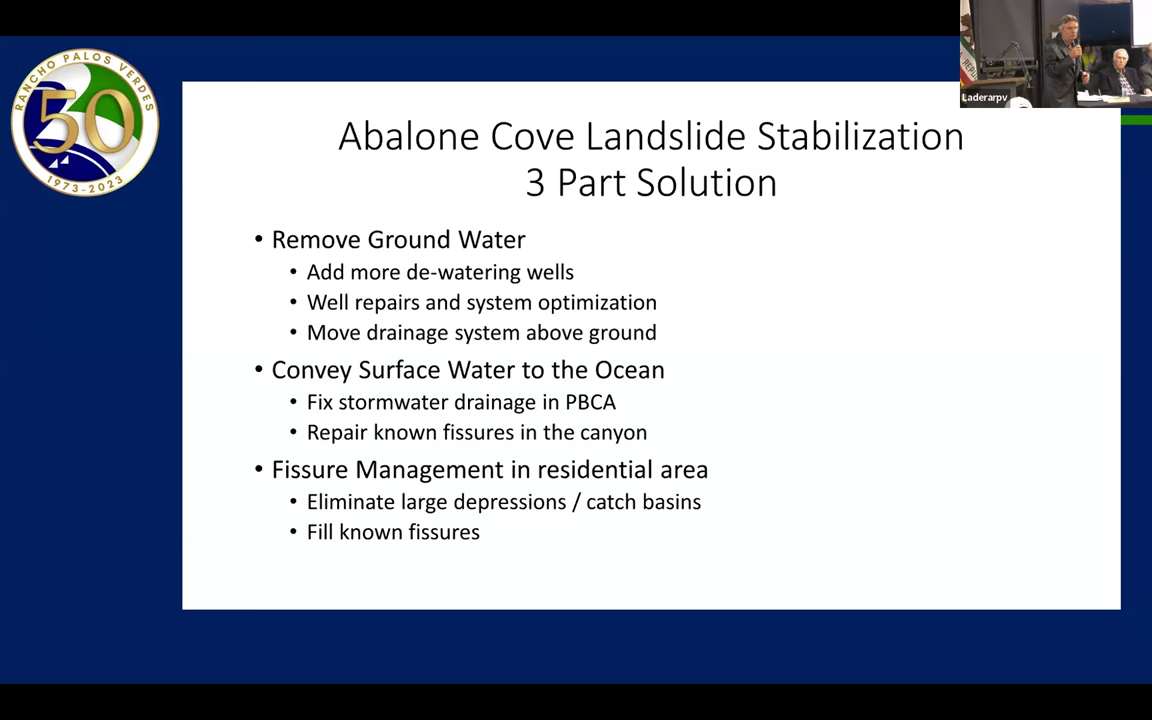 RANCHO PALOS VERDES
50
1973-2023
Laderarpv
Abalone Cove Landslide Stabilization
3 Part Solution
• Remove Ground Water
• Add more de-watering wells
• Well repairs and system optimization
• Move drainage system above ground
• Convey Surface Water to the Ocean
• Fix stormwater drainage in PBCA
• Repair known fissures in the canyon
• Fissure Management in residential area
• Eliminate large depressions / catch basins
• Fill known fissures